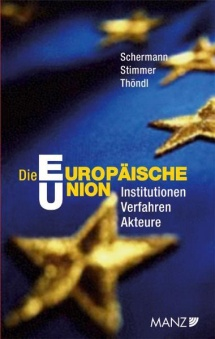 Schermann
Stimmer
Thöndl
Die EUROPÄISCHE
UNION
Institutionen
Verfahren
Akteure
MANZ